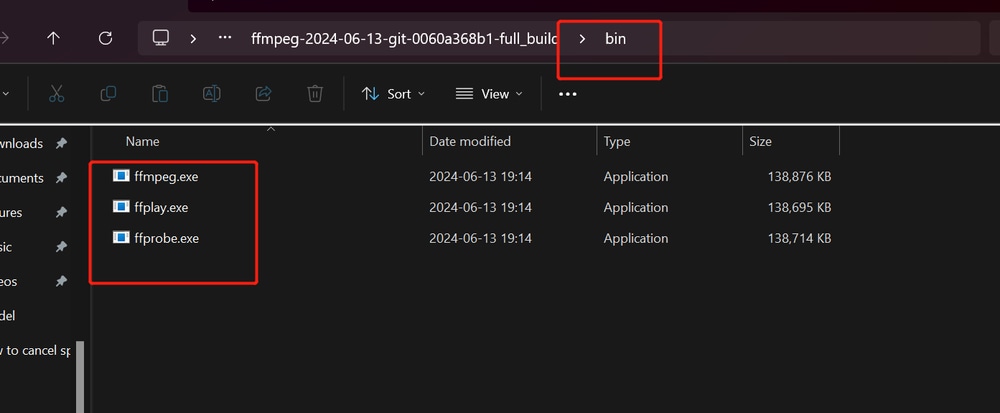 ffmpeg-2024-06-13-git-0060a368b1-full_build > bin
Sort View
Name Date modified Type Size
ffmpeg.exe 2024-06-13 19:14 Application 138,876 KB
ffplay.exe 2024-06-13 19:14 Application 138,695 KB
ffprobe.exe 2024-06-13 19:14 Application 138,714 KB
wnloads
cuments
ures
sic
eos
del
w to cancel sp